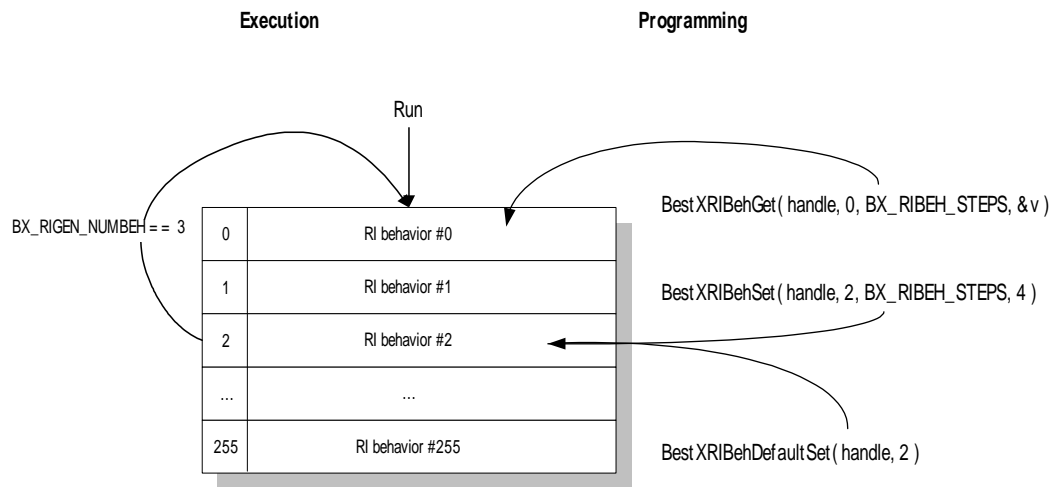 Execution
Programming
Run
BestXRIBehGet( handle, 0, BX_RIBEH_STEPS, &v )
BX_RIGEN_NUMBEH == 3
0 RI behavior #0
1 RI behavior #1
BestXRIBehSet( handle, 2, BX_RIBEH_STEPS, 4 )
2 RI behavior #2
... ...
255 RI behavior #255
BestXRIBehDefaultSet( handle, 2 )